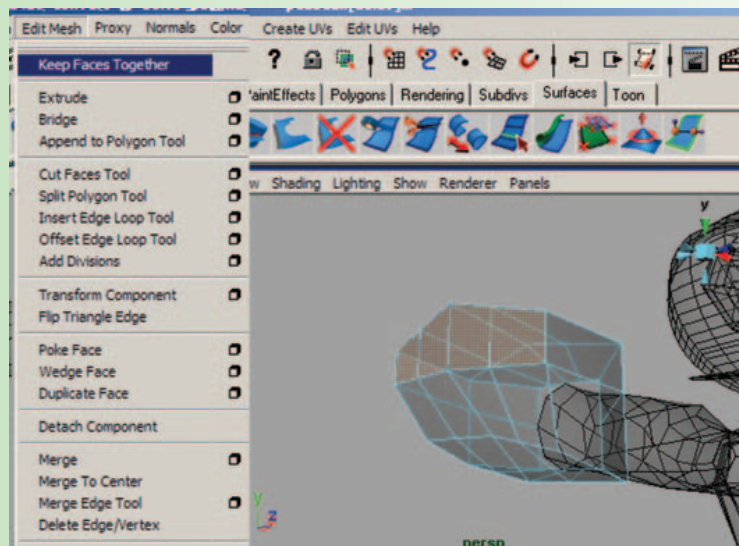 Edit Mesh Proxy Normals Color Create UVs Edit UVs Help
Keep Faces Together
Extrude
Bridge
Append to Polygon Tool
PaintEffects Polygons Rendering Subdivs Surfaces Toon
Cut Faces Tool
Split Polygon Tool
Insert Edge Loop Tool
Offset Edge Loop Tool
Add Divisions
Shading Lighting Show Renderer Panels
Transform Component
Flip Triangle Edge
Poke Face
Wedge Face
Duplicate Face
Detach Component
Merge
Merge To Center
Merge Edge Tool
Delete Edge/Vertex
y
y
y
z
persp